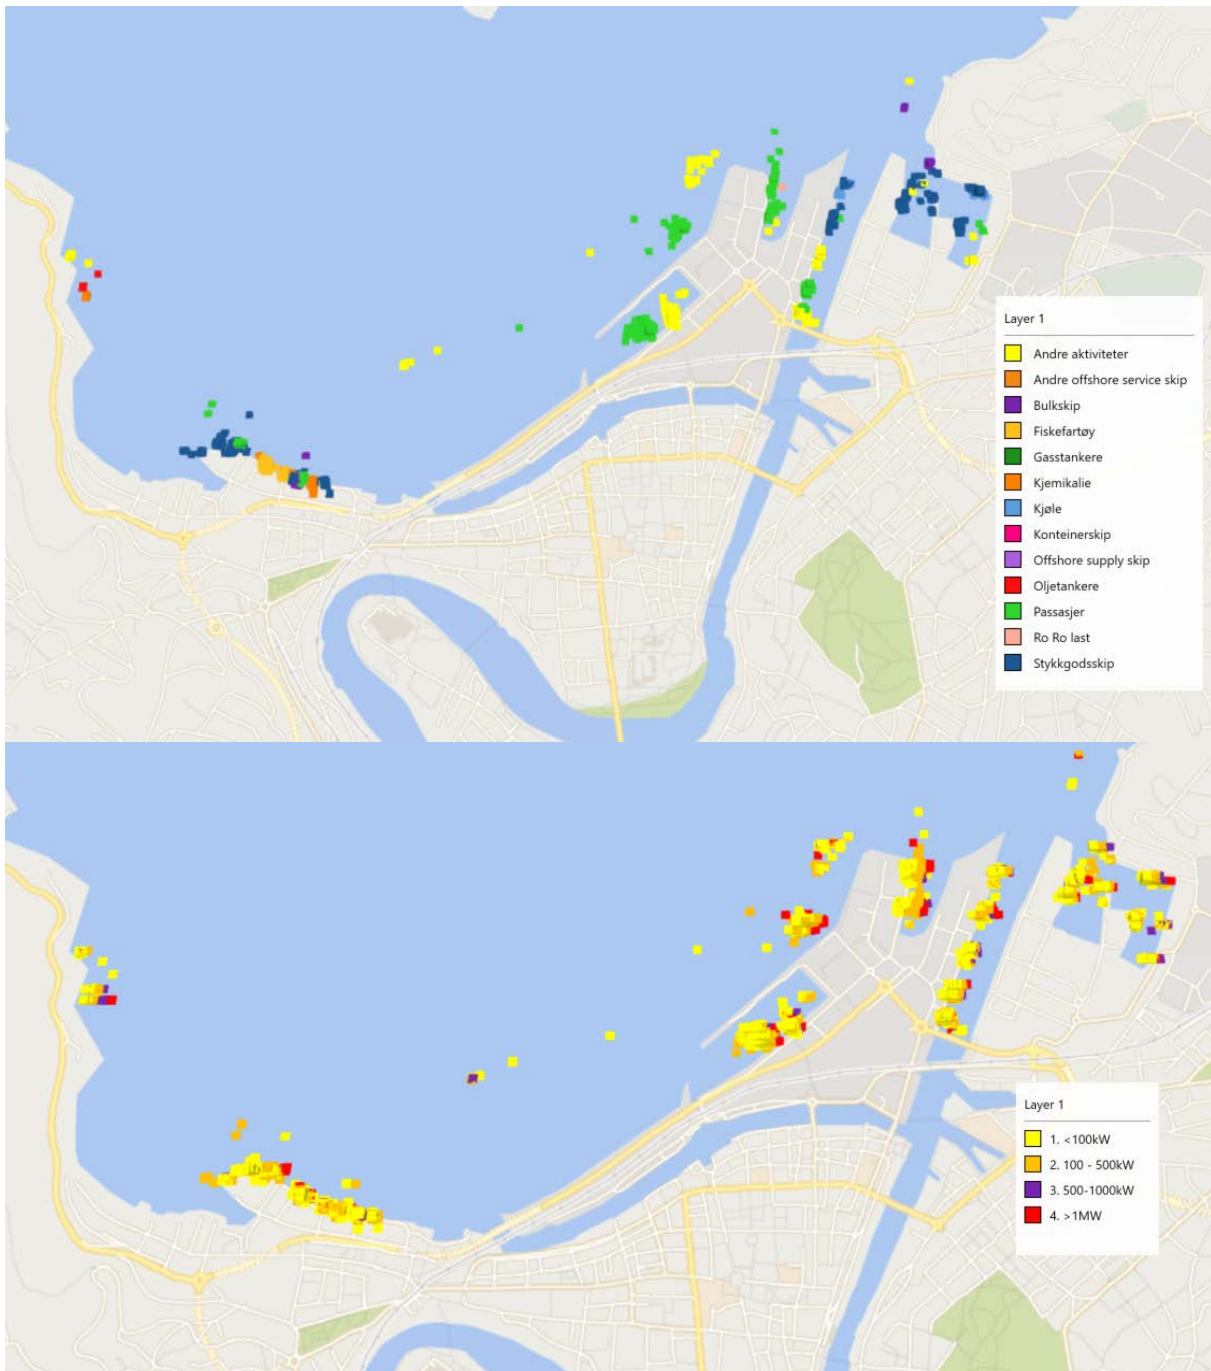 Layer 1
Andre aktiviteter
Andre offshore service skip
Bulkskip
Fiskefartøy
Gasstankere
Kjemikalie
Kjøle
Konteinerskip
Offshore supply skip
Oljetankere
Passasjer
Ro Ro last
Stykkgodsskip
Layer 1
1. <100kW
2. 100 - 500kW
3. 500-1000kW
4. >1MW